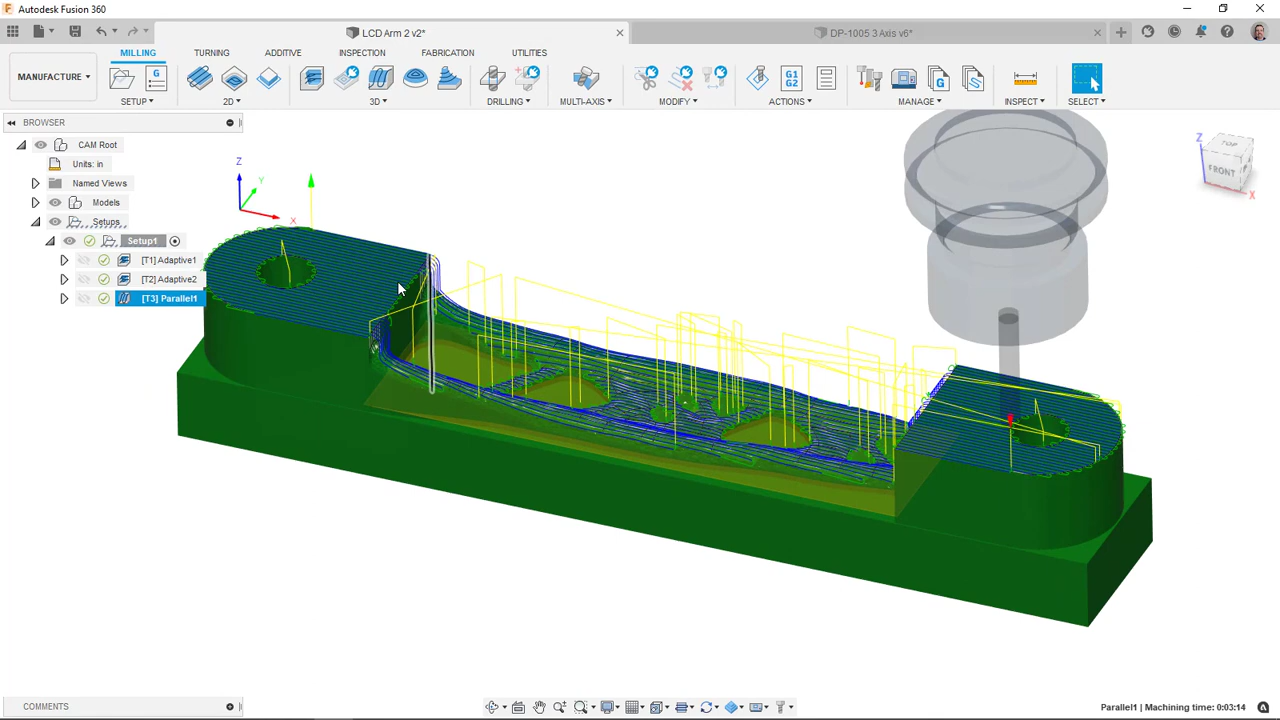 Autodesk Fusion 360
LCD Arm 2 v2*
DP-1005 3 Axis v6*
MILLING TURNING ADDITIVE INSPECTION FABRICATION UTILITIES
MANUFACTURE
G
G1
G2
G
SETUP 2D 3D DRILLING MULTI-AXIS MODIFY ACTIONS MANAGE INSPECT SELECT
BROWSER
CAM Root
Units: in
Named Views
Models
Setups
Setup1
[T1] Adaptive1
[T2] Adaptive2
[T3] Parallel1
Z
Y
X
Z
TOP
FRONT
X
COMMENTS
Parallel1 | Machining time: 0:03:14